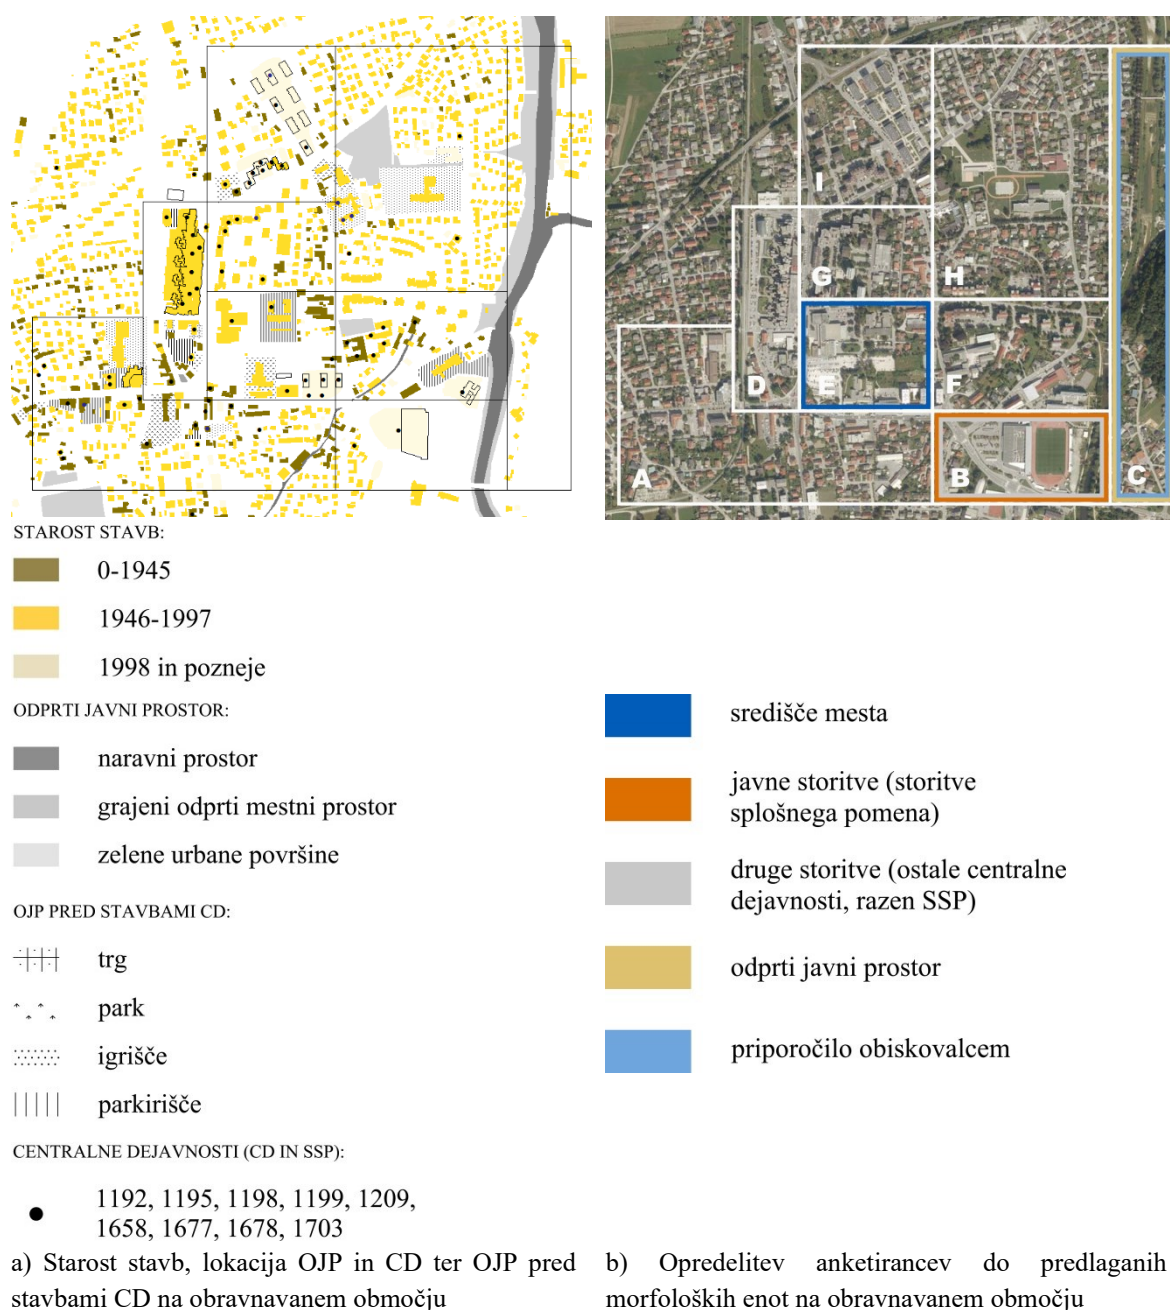 I
G
H
D
E
F
A
B
C
STAROST STAVB:
0-1945
1946-1997
1998 in pozneje
ODPRTI JAVNI PROSTOR:
naravni prostor
grajeni odprti mestni prostor
zelene urbane površine
OJP PRED STAVBAMI CD:
trg
park
igrišče
parkirišče
CENTRALNE DEJAVNOSTI (CD IN SSP):
1192, 1195, 1198, 1199, 1209,
1658, 1677, 1678, 1703
a) Starost stavb, lokacija OJP in CD ter OJP pred
stavbami CD na obravnavanem območju
središče mesta
javne storitve (storitve
splošnega pomena)
druge storitve (ostale centralne
dejavnosti, razen SSP)
odprti javni prostor
priporočilo obiskovalcem
b) Opredelitev anketirancev do predlaganih
morfoloških enot na obravnavanem območju